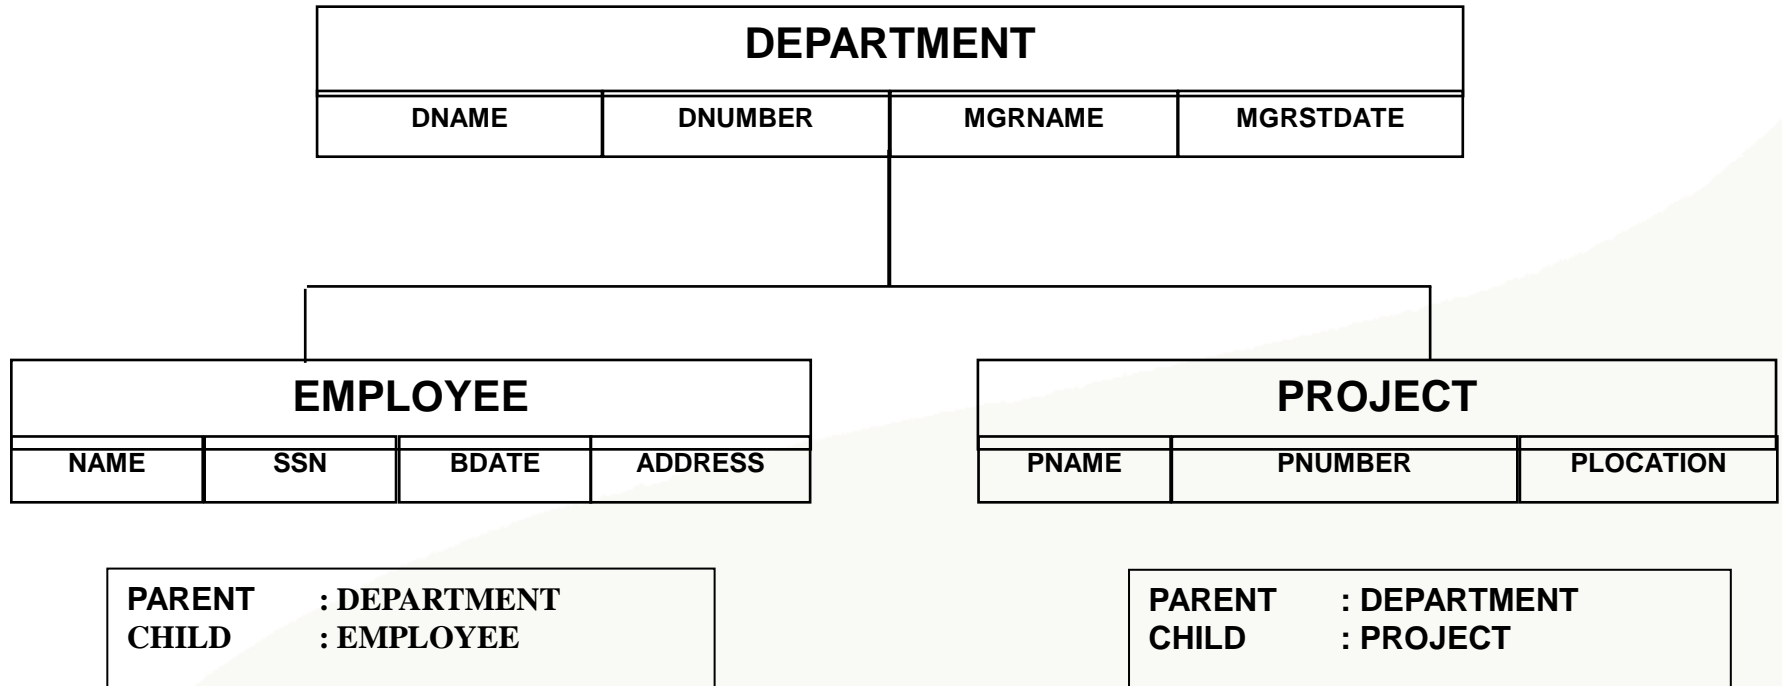 DEPARTMENT
DNAME DNUMBER MGRNAME MGRSTDATE
EMPLOYEE
NAME SSN BDATE ADDRESS
PROJECT
PNAME PNUMBER PLOCATION
PARENT : DEPARTMENT
CHILD : EMPLOYEE
PARENT : DEPARTMENT
CHILD : PROJECT